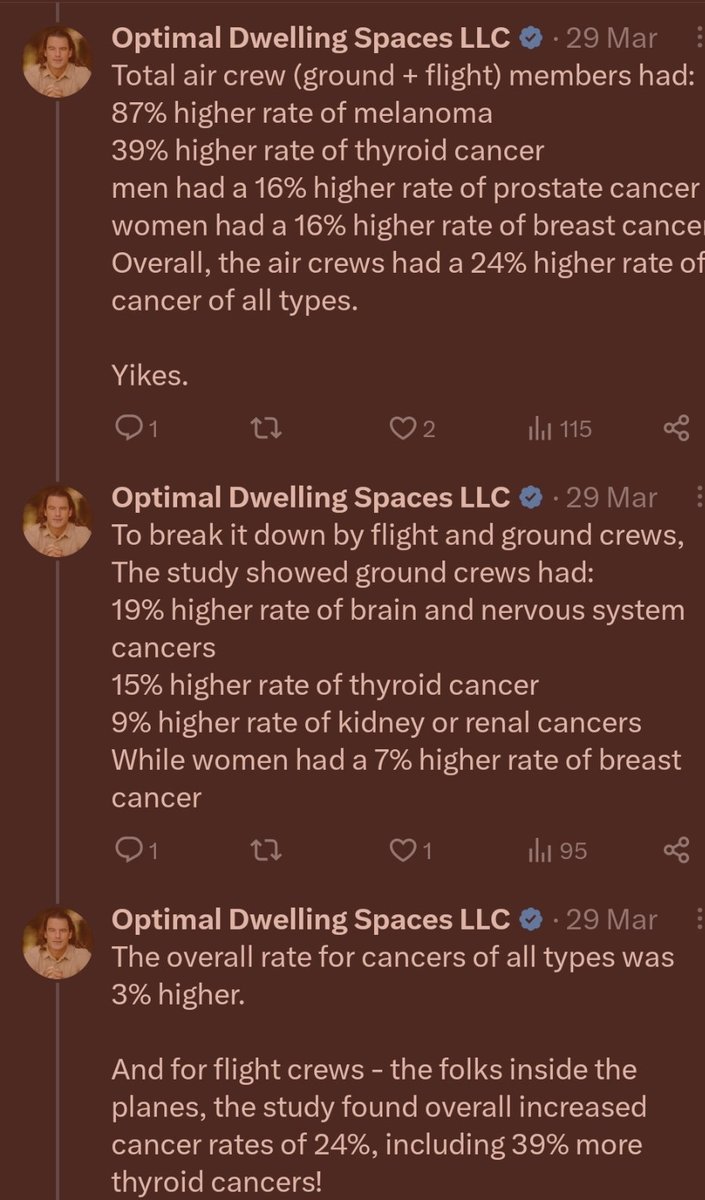 Optimal Dwelling Spaces LLC · 29 Mar
Total air crew (ground + flight) members had:
87% higher rate of melanoma
39% higher rate of thyroid cancer
men had a 16% higher rate of prostate cancer
women had a 16% higher rate of breast cancer
Overall, the air crews had a 24% higher rate of
cancer of all types.
Yikes.
1 2 115
Optimal Dwelling Spaces LLC · 29 Mar
To break it down by flight and ground crews,
The study showed ground crews had:
19% higher rate of brain and nervous system
cancers
15% higher rate of thyroid cancer
9% higher rate of kidney or renal cancers
While women had a 7% higher rate of breast
cancer
1 1 95
Optimal Dwelling Spaces LLC · 29 Mar
The overall rate for cancers of all types was
3% higher.
And for flight crews - the folks inside the
planes, the study found overall increased
cancer rates of 24%, including 39% more
thyroid cancers!